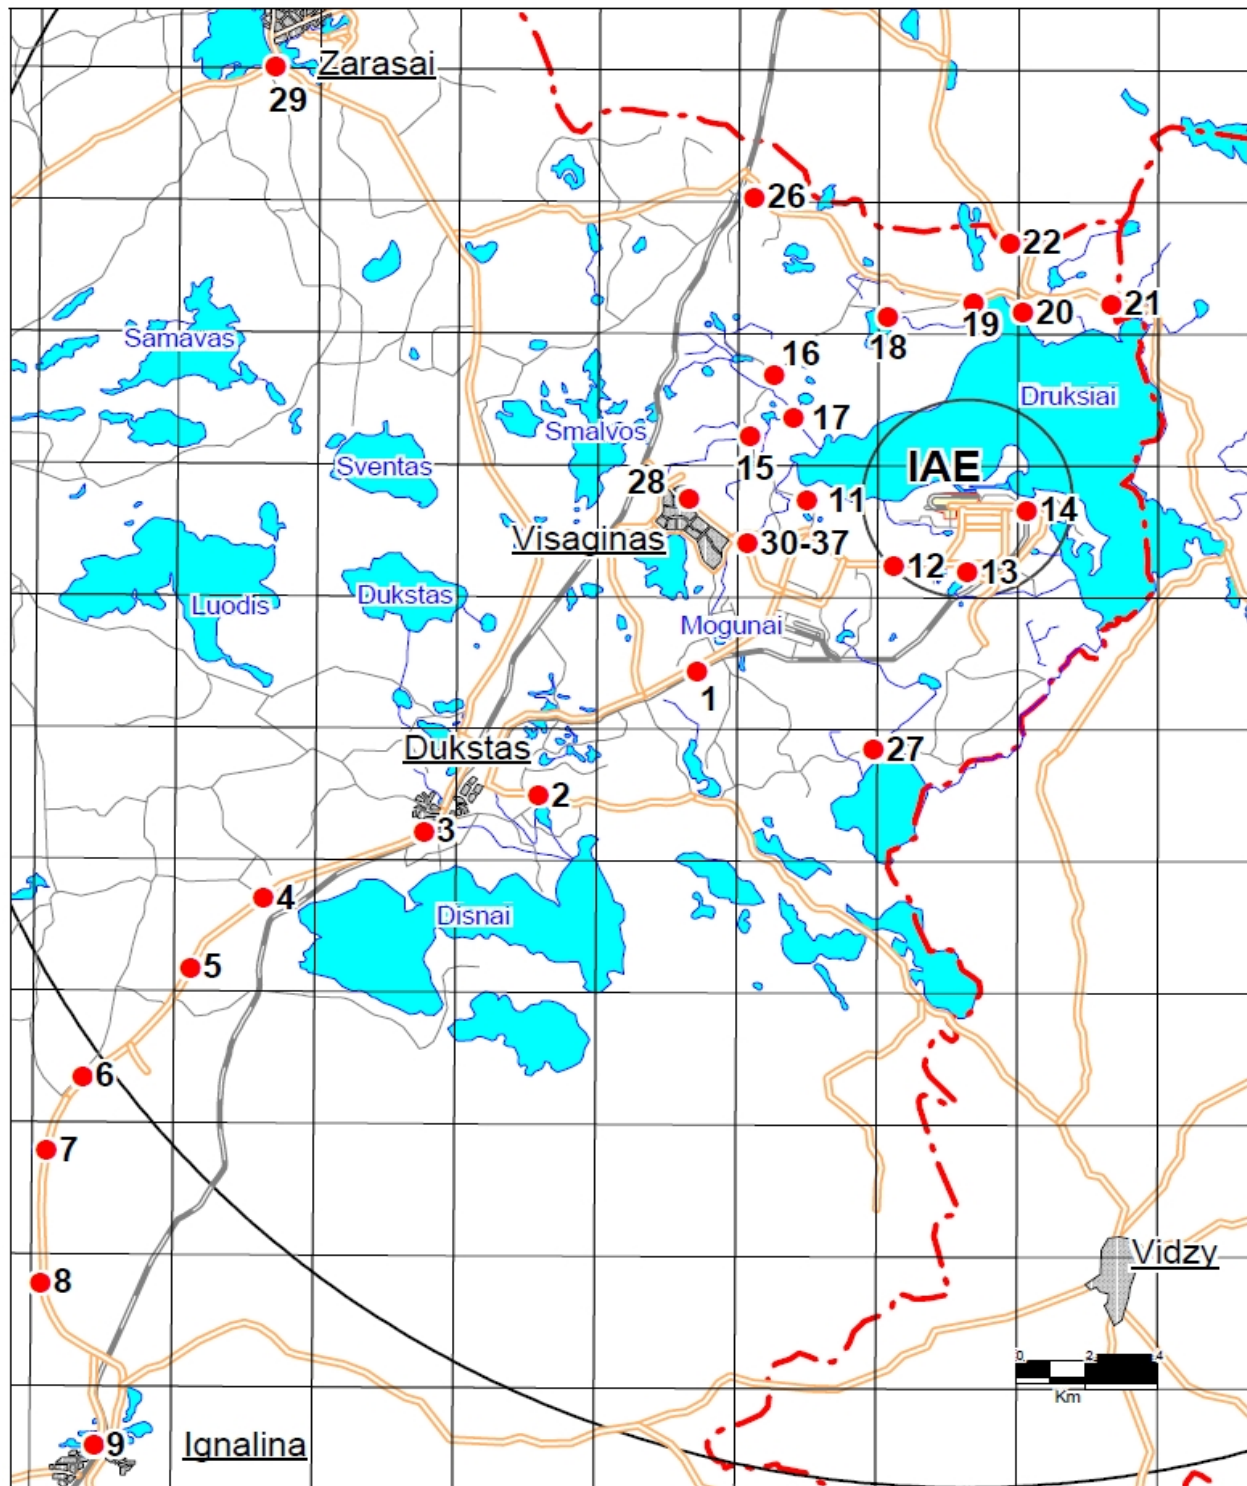 Zarasai
29
26
22
21
20
19
18
Samavas
16
Druksiai
17
Smalvos
15
Sventas
IAE
28
11
14
Visaginas
30-37
12
13
Dukstas
Luodis
Mogunai
1
Dukstas
27
2
3
4
Disnai
5
6
7
Vidzy
8
0 2 4
Km
9
Ignalina